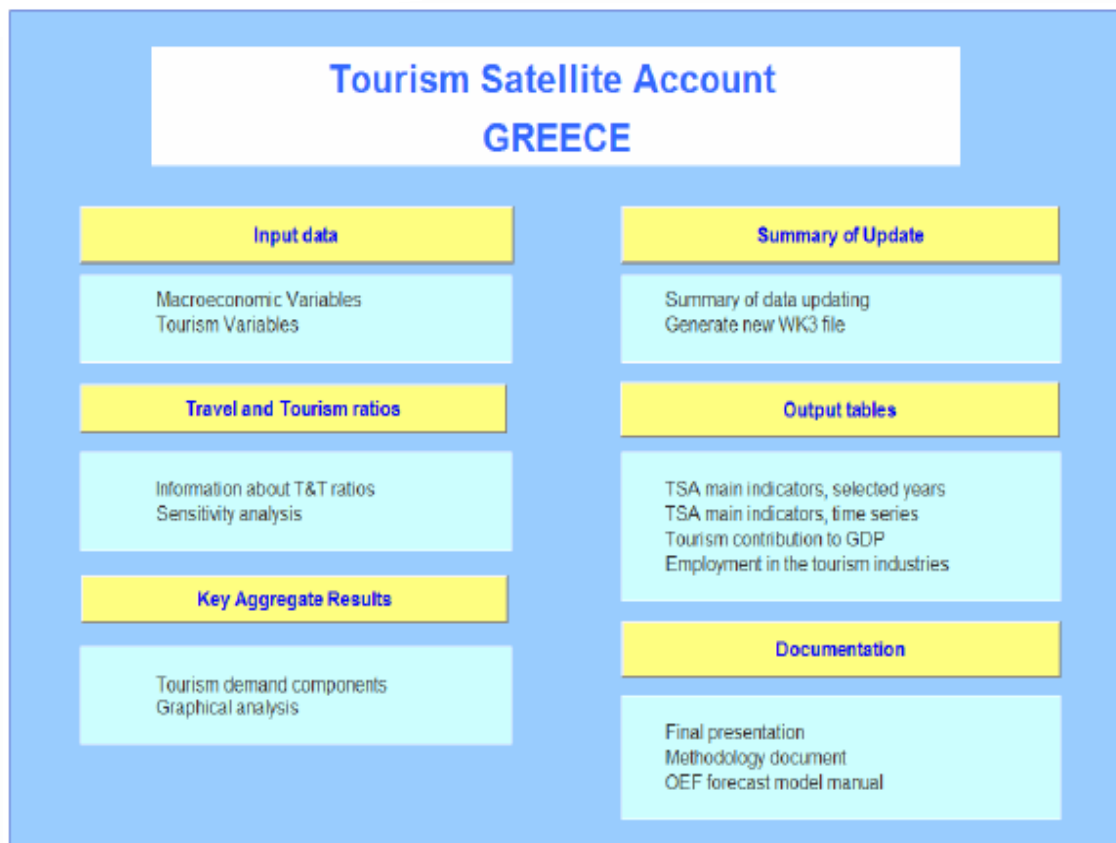 Tourism Satellite Account
GREECE
Input data
Macroeconomic Variables
Tourism Variables
Travel and Tourism ratios
Information about T&T ratios
Sensitivity analysis
Key Aggregate Results
Tourism demand components
Graphical analysis
Summary of Update
Summary of data updating
Generate new WK3 file
Output tables
TSA main indicators, selected years
TSA main indicators, time series
Tourism contribution to GDP
Employment in the tourism industries
Documentation
Final presentation
Methodology document
OEF forecast model manual